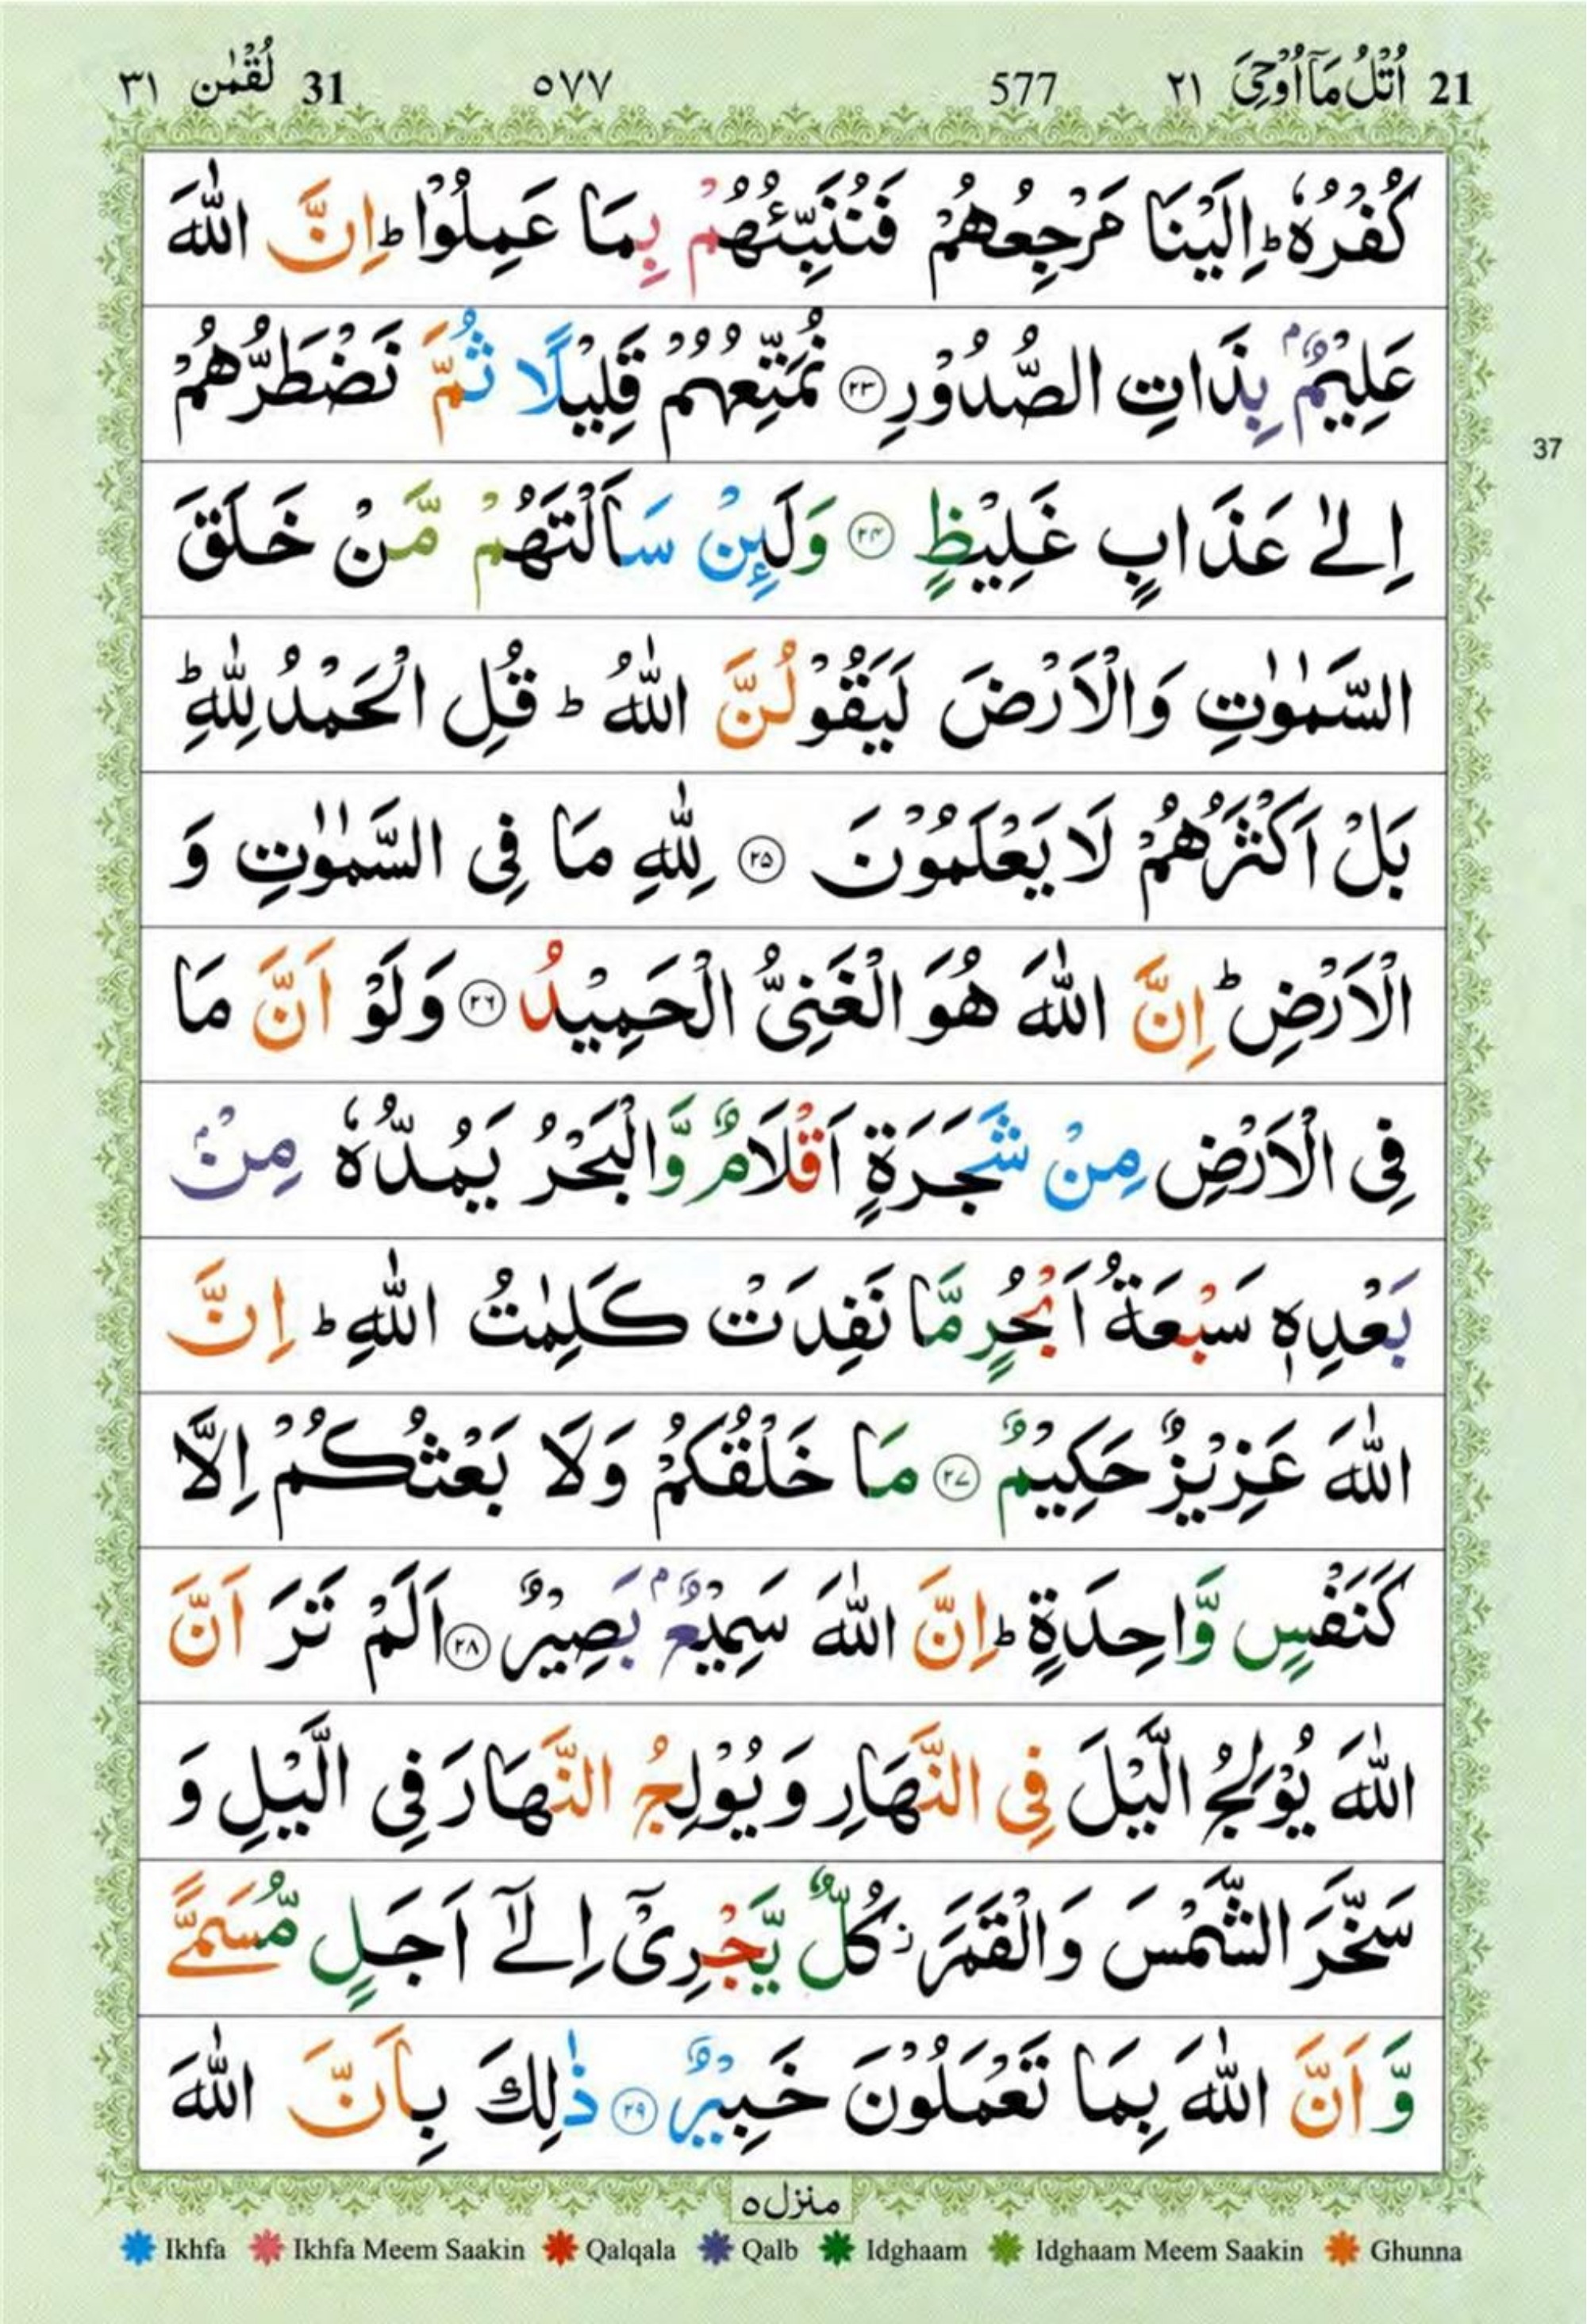 21 اُتْلُ مَآ اُوْحِیَ ٢١ 577 ٥٧٧ 31 لُقْمٰن ٣١
كُفْرُهٗ ؕ اِلَیْنَا مَرْجِعُهُمْ فَنُنَبِّئُهُمْ بِمَا عَمِلُوْا ؕ اِنَّ اللّٰهَ
عَلِیْمٌۢ بِذَاتِ الصُّدُوْرِ ﴿٢٣﴾ نُمَتِّعُهُمْ قَلِیْلًا ثُمَّ نَضْطَرُّهُمْ
37
اِلٰی عَذَابٍ غَلِیْظٍ ﴿٢٤﴾ وَلَئِنْ سَاَلْتَهُمْ مَّنْ خَلَقَ
السَّمٰوٰتِ وَالْاَرْضَ لَیَقُوْلُنَّ اللّٰهُ ؕ قُلِ الْحَمْدُ لِلّٰهِ ؕ
بَلْ اَكْثَرُهُمْ لَا یَعْلَمُوْنَ ﴿٢٥﴾ لِلّٰهِ مَا فِی السَّمٰوٰتِ وَ
الْاَرْضِ ؕ اِنَّ اللّٰهَ هُوَ الْغَنِیُّ الْحَمِیْدُ ﴿٢٦﴾ وَلَوْ اَنَّ مَا
فِی الْاَرْضِ مِنْ شَجَرَةٍ اَقْلَامٌ وَّالْبَحْرُ یَمُدُّهٗ مِنْۢ
بَعْدِهٖ سَبْعَةُ اَبْحُرٍ مَّا نَفِدَتْ كَلِمٰتُ اللّٰهِ ؕ اِنَّ
اللّٰهَ عَزِیْزٌ حَكِیْمٌ ﴿٢٧﴾ مَا خَلْقُكُمْ وَلَا بَعْثُكُمْ اِلَّا
كَنَفْسٍ وَّاحِدَةٍ ؕ اِنَّ اللّٰهَ سَمِیْعٌۢ بَصِیْرٌ ﴿٢٨﴾ اَلَمْ تَرَ اَنَّ
اللّٰهَ یُوْلِجُ الَّیْلَ فِی النَّهَارِ وَیُوْلِجُ النَّهَارَ فِی الَّیْلِ وَ
سَخَّرَ الشَّمْسَ وَالْقَمَرَ ؗ كُلٌّ یَّجْرِیْۤ اِلٰۤی اَجَلٍ مُّسَمًّی
وَّاَنَّ اللّٰهَ بِمَا تَعْمَلُوْنَ خَبِیْرٌ ﴿٢٩﴾ ذٰلِكَ بِاَنَّ اللّٰهَ
منزل ٥
Ikhfa Ikhfa Meem Saakin Qalqala Qalb Idghaam Idghaam Meem Saakin Ghunna